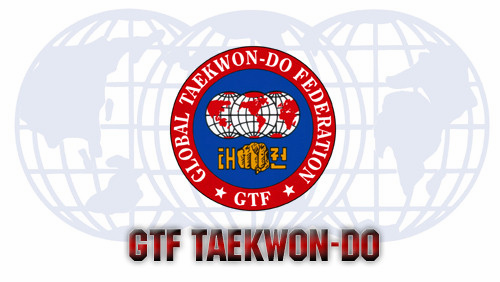 GLOBAL TAEKWON-DO FEDERATION
태 권
★ GTF ★
GTF TAEKWON-DO